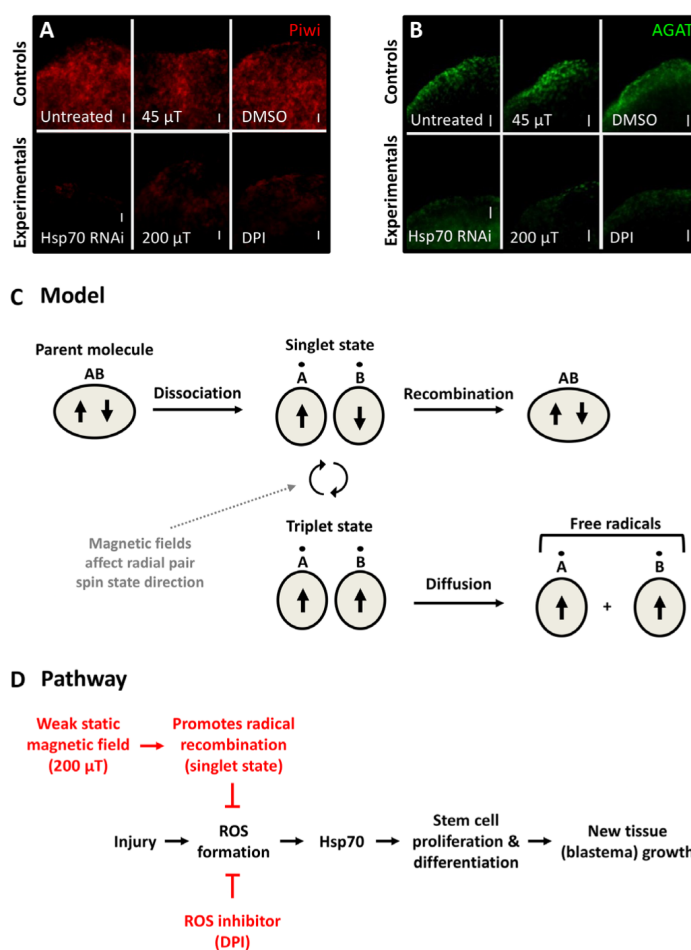 A
Piwi
Controls
Untreated
45 µT
DMSO
Experimentals
Hsp70 RNAi
200 µT
DPI
B
AGAT
Controls
Untreated
45 µT
DMSO
Experimentals
Hsp70 RNAi
200 µT
DPI
C Model
Parent molecule
AB
Dissociation
Singlet state
A
B
Recombination
AB
Magnetic fields
affect radial pair
spin state direction
Triplet state
A
B
Diffusion
Free radicals
A
+
B
D Pathway
Weak static
magnetic field
(200 µT)
Promotes radical
recombination
(singlet state)
Injury
ROS
formation
Hsp70
Stem cell
proliferation &
differentiation
New tissue
(blastema) growth
ROS inhibitor
(DPI)